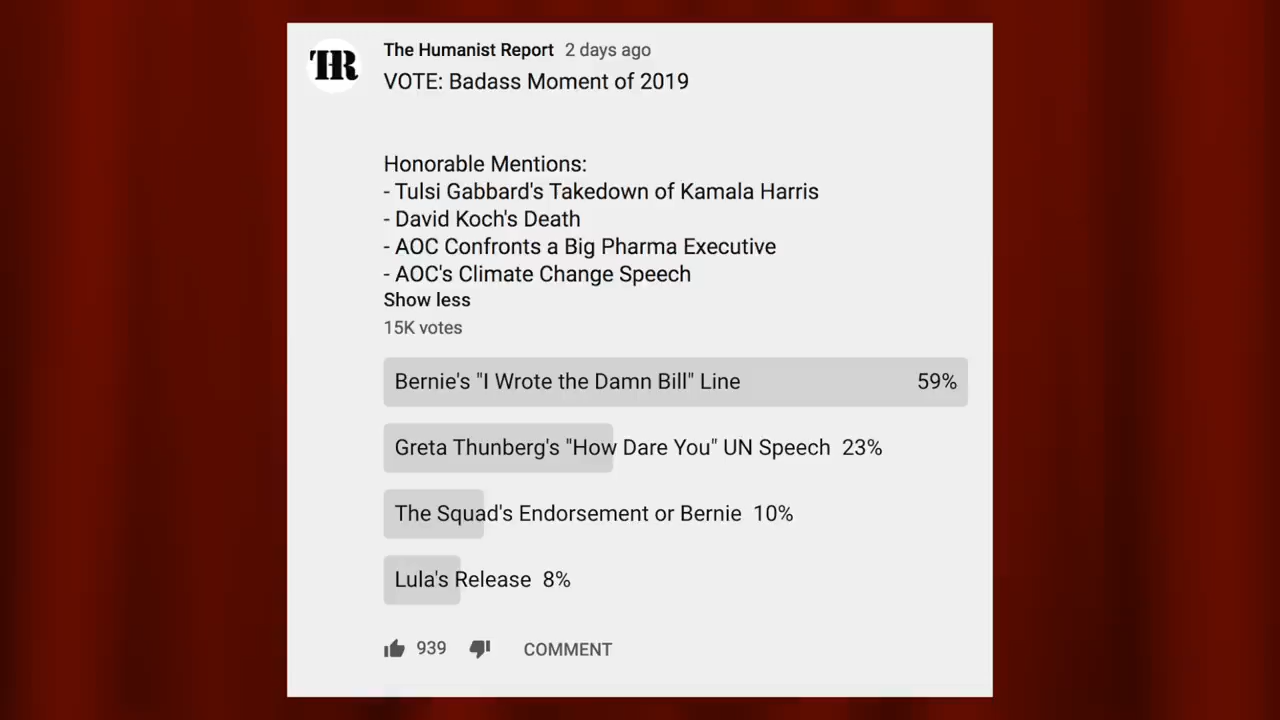 THR
The Humanist Report 2 days ago
VOTE: Badass Moment of 2019
Honorable Mentions:
- Tulsi Gabbard's Takedown of Kamala Harris
- David Koch's Death
- AOC Confronts a Big Pharma Executive
- AOC's Climate Change Speech
Show less
15K votes
Bernie's "I Wrote the Damn Bill" Line 59%
Greta Thunberg's "How Dare You" UN Speech 23%
The Squad's Endorsement or Bernie 10%
Lula's Release 8%
939 COMMENT